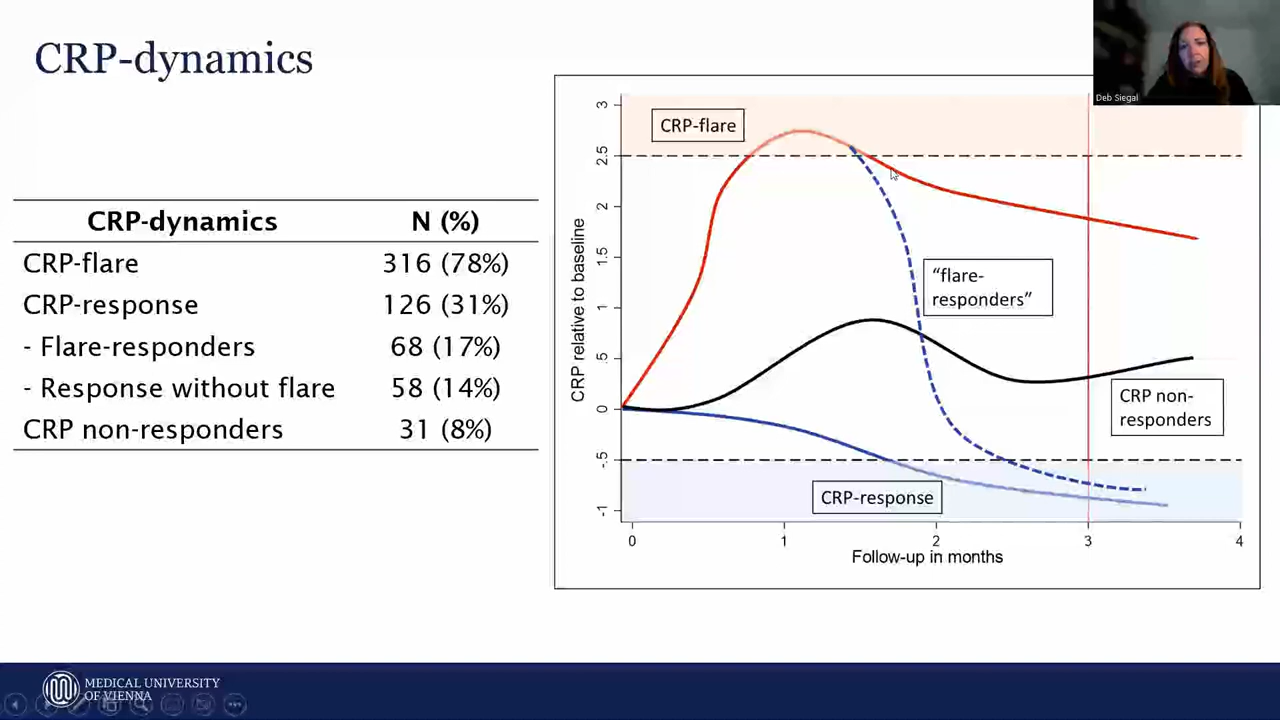 CRP-dynamics
Deb Siegal
CRP-dynamics N (%)
CRP-flare 316 (78%)
CRP-response 126 (31%)
- Flare-responders 68 (17%)
- Response without flare 58 (14%)
CRP non-responders 31 (8%)
CRP relative to baseline
3
2.5
2
1.5
1
.5
0
-.5
-1
CRP-flare
“flare-
responders”
CRP non-
responders
CRP-response
0 1 2 3 4
Follow-up in months
MEDICAL UNIVERSITY
OF VIENNA